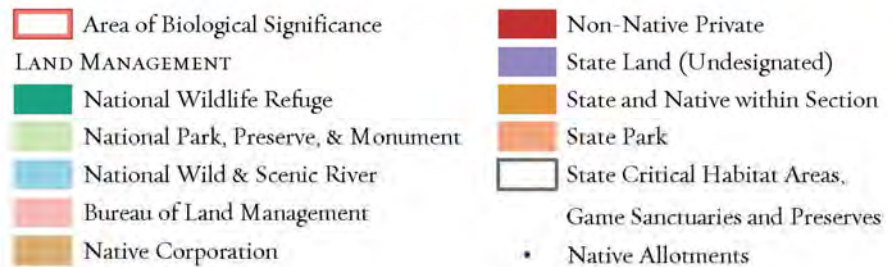 Area of Biological Significance
LAND MANAGEMENT
National Wildlife Refuge
National Park, Preserve, & Monument
National Wild & Scenic River
Bureau of Land Management
Native Corporation
Non-Native Private
State Land (Undesignated)
State and Native within Section
State Park
State Critical Habitat Areas,
Game Sanctuaries and Preserves
Native Allotments